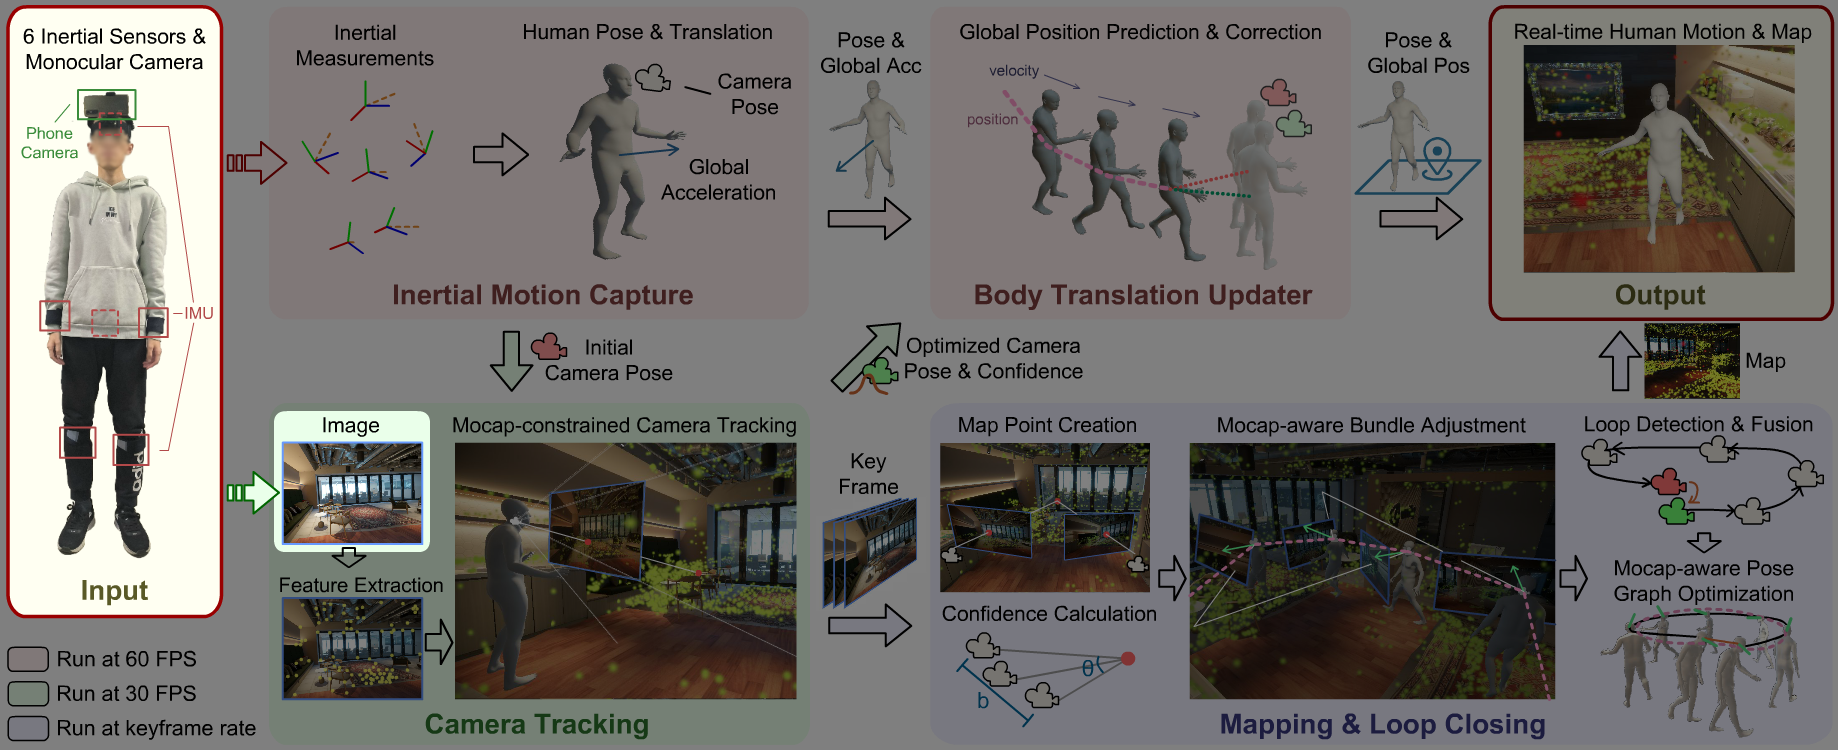 6 Inertial Sensors &
Monocular Camera
Phone
Camera
IMU
Input
Run at 60 FPS
Run at 30 FPS
Run at keyframe rate
Inertial
Measurements
Human Pose & Translation
Camera
Pose
Global
Acceleration
Inertial Motion Capture
Pose &
Global Acc
Global Position Prediction & Correction
velocity
position
Body Translation Updater
Pose &
Global Pos
Real-time Human Motion & Map
Output
Initial
Camera Pose
Optimized Camera
Pose & Confidence
Map
Image
Feature Extraction
Mocap-constrained Camera Tracking
Camera Tracking
Key
Frame
Map Point Creation
Confidence Calculation
θ
b
Mocap-aware Bundle Adjustment
Loop Detection & Fusion
Mocap-aware Pose
Graph Optimization
Mapping & Loop Closing